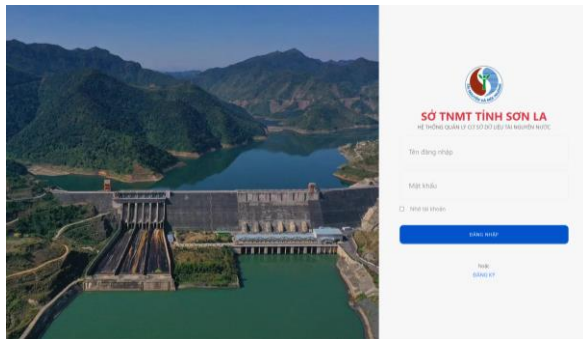 SỞ TNMT TỈNH SƠN LA
HỆ THỐNG QUẢN LÝ CƠ SỞ DỮ LIỆU TÀI NGUYÊN NƯỚC
Tên đăng nhập
Mật khẩu
Nhớ tài khoản
ĐĂNG NHẬP
hoặc
ĐĂNG KÝ